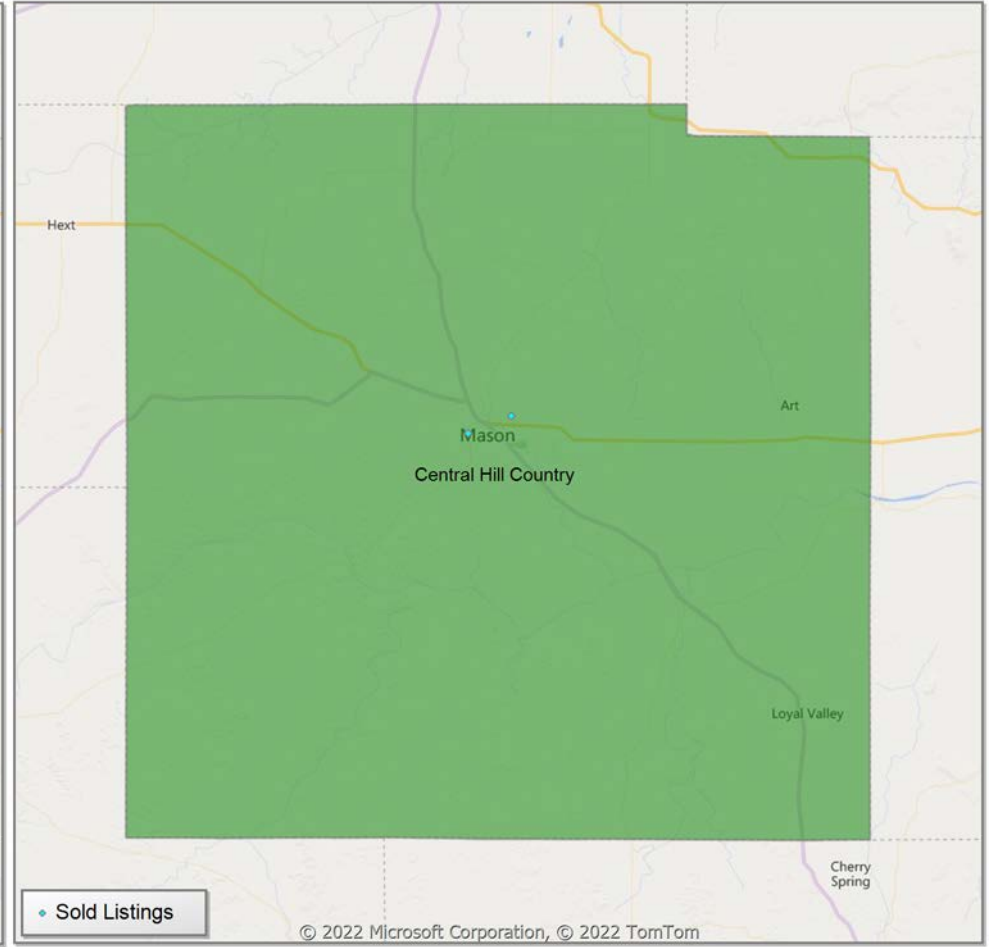 Hext
Art
Mason
Central Hill Country
Loyal Valley
Cherry
Spring
Sold Listings
© 2022 Microsoft Corporation, © 2022 TomTom